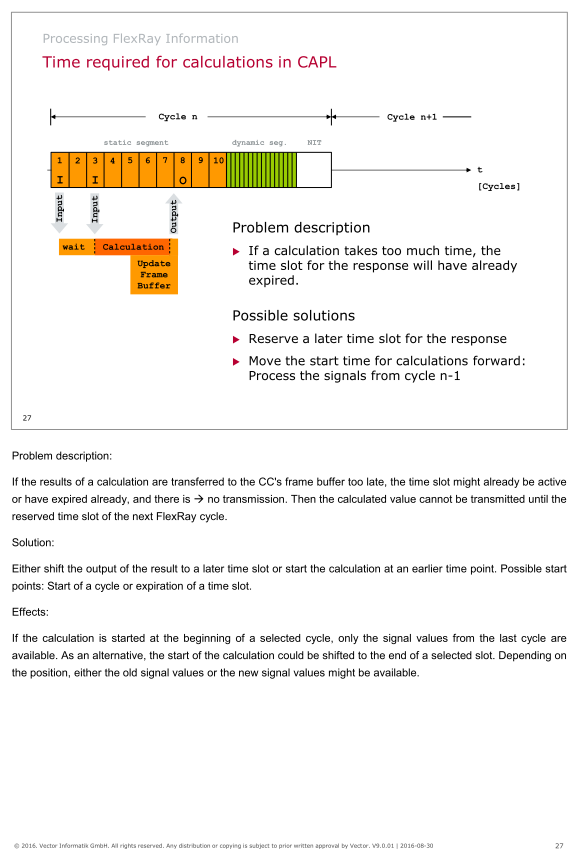 Processing FlexRay Information
Time required for calculations in CAPL
Cycle n
Cycle n+1
static segment
dynamic seg.
NIT
1 2 3 4 5 6 7 8 9 10
I I O
t
[Cycles]
Input
Input
Output
wait
Calculation
Update
Frame
Buffer
Problem description
If a calculation takes too much time, the
time slot for the response will have already
expired.
Possible solutions
Reserve a later time slot for the response
Move the start time for calculations forward:
Process the signals from cycle n-1
27
Problem description:
If the results of a calculation are transferred to the CC's frame buffer too late, the time slot might already be active
or have expired already, and there is → no transmission. Then the calculated value cannot be transmitted until the
reserved time slot of the next FlexRay cycle.
Solution:
Either shift the output of the result to a later time slot or start the calculation at an earlier time point. Possible start
points: Start of a cycle or expiration of a time slot.
Effects:
If the calculation is started at the beginning of a selected cycle, only the signal values from the last cycle are
available. As an alternative, the start of the calculation could be shifted to the end of a selected slot. Depending on
the position, either the old signal values or the new signal values might be available.
© 2016. Vector Informatik GmbH. All rights reserved. Any distribution or copying is subject to prior written approval by Vector. V9.0.01 | 2016-08-30
27